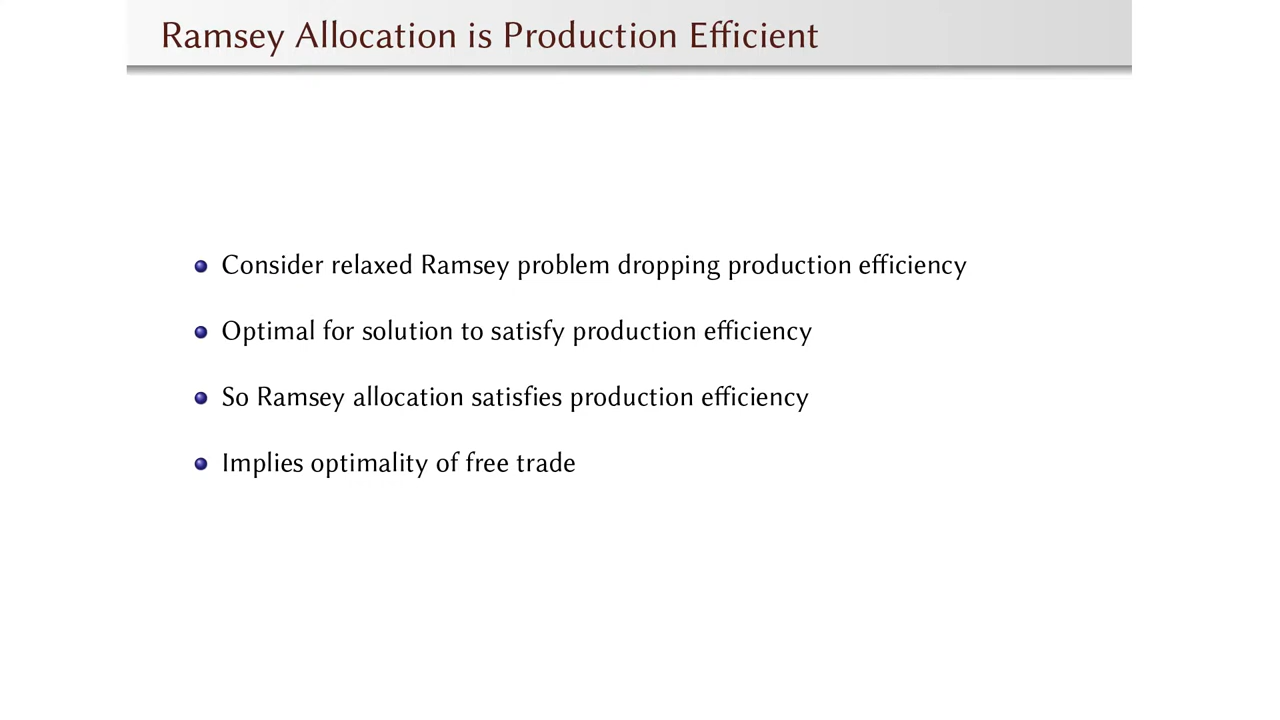 Ramsey Allocation is Production Efficient
Consider relaxed Ramsey problem dropping production efficiency
Optimal for solution to satisfy production efficiency
So Ramsey allocation satisfies production efficiency
Implies optimality of free trade